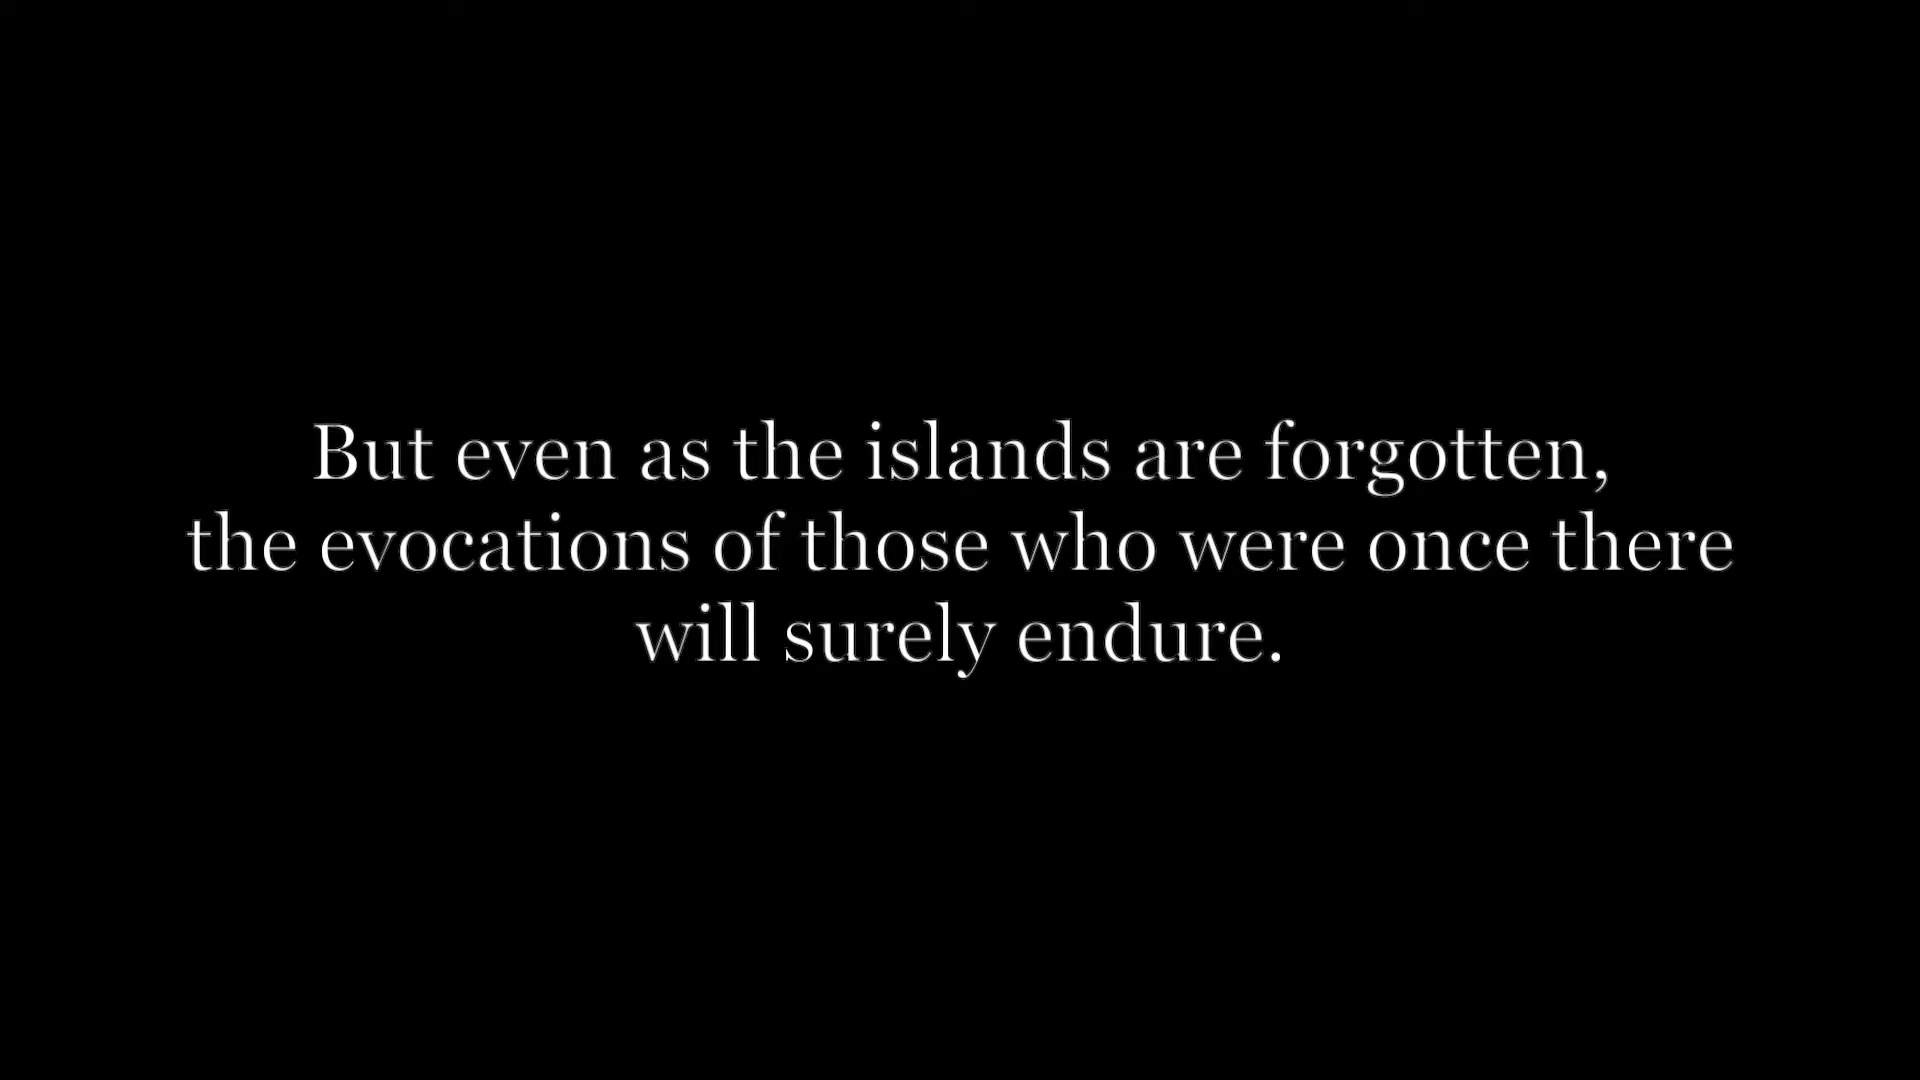 But even as the islands are forgotten,
the evocations of those who were once there
will surely endure.